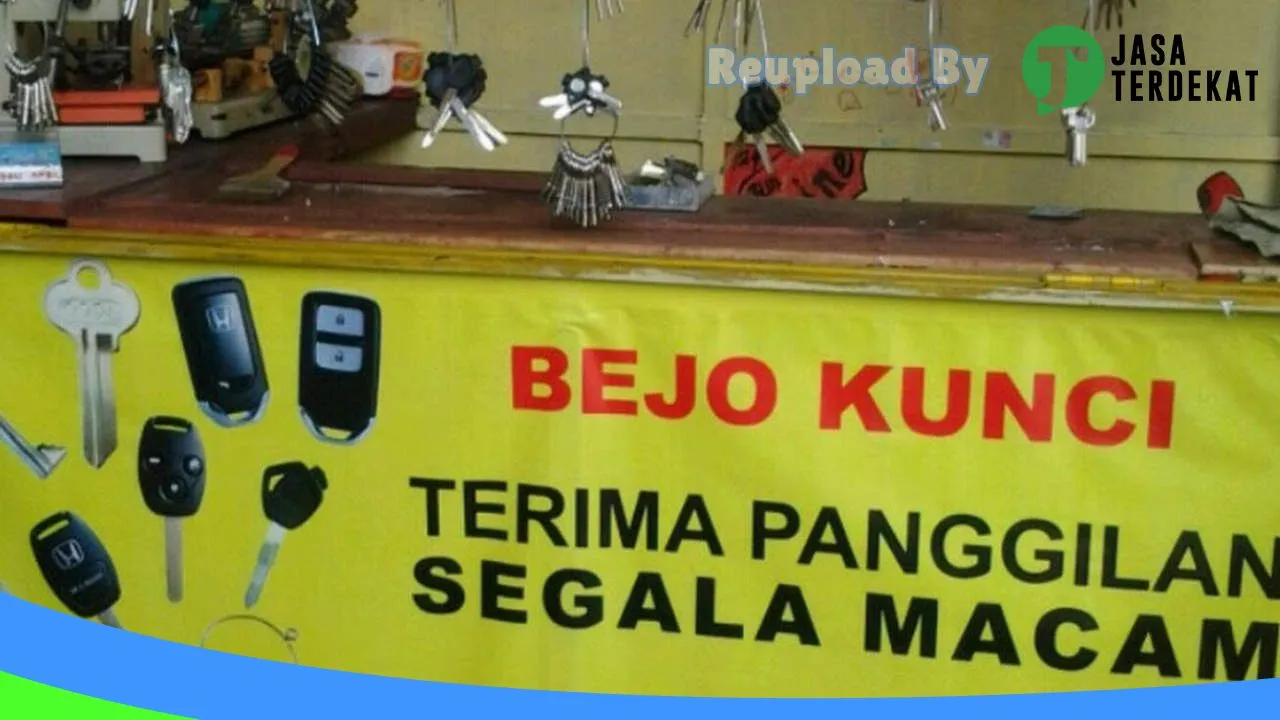 Reupload By
JASA
TERDEKAT
BEJO KUNCI
TERIMA PANGGILAN
SEGALA MACAM